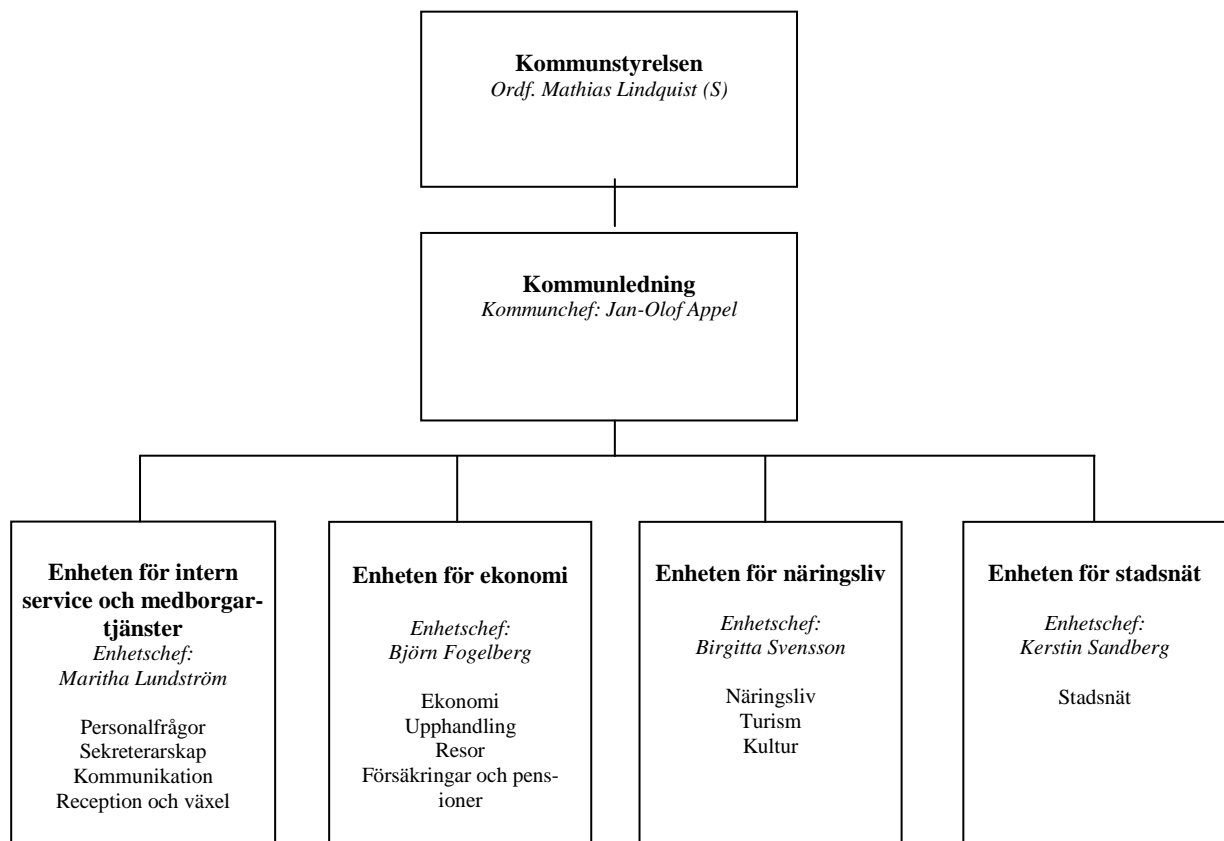 Kommunstyrelsen
Ordf. Mathias Lindquist (S)
Kommunledning
Kommunchef: Jan-Olof Appel
Enheten för intern
service och medborgar-
tjänster
Enhetschef:
Maritha Lundström
Personalfrågor
Sekreterarskap
Kommunikation
Reception och växel
Enheten för ekonomi
Enhetschef:
Björn Fogelberg
Ekonomi
Upphandling
Resor
Försäkringar och pens-
ioner
Enheten för näringsliv
Enhetschef:
Birgitta Svensson
Näringsliv
Turism
Kultur
Enheten för stadsnät
Enhetschef:
Kerstin Sandberg
Stadsnät